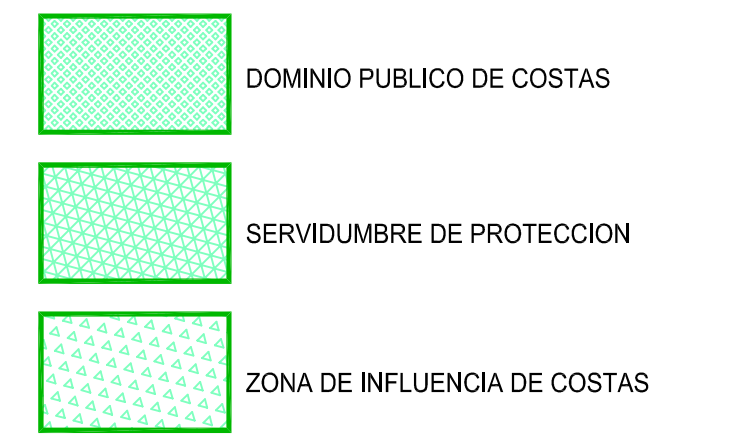 DOMINIO PUBLICO DE COSTAS
SERVIDUMBRE DE PROTECCION
ZONA DE INFLUENCIA DE COSTAS